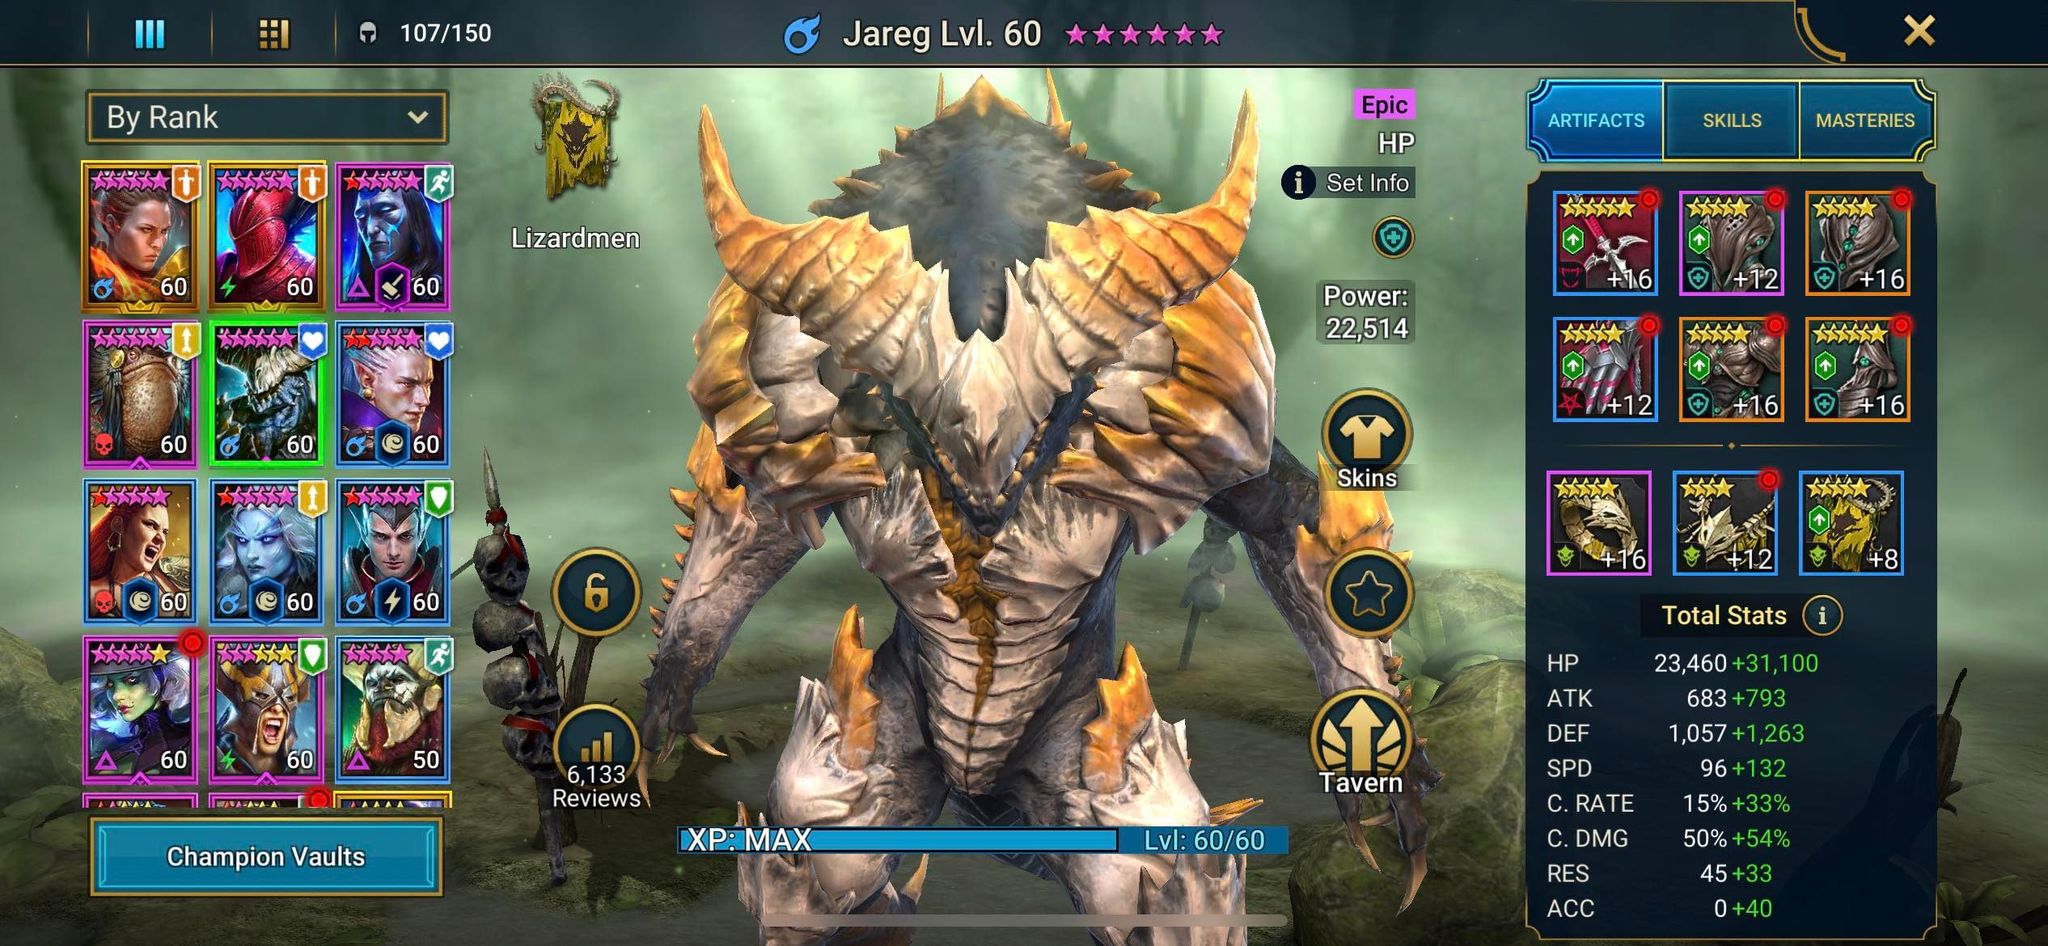 107/150
Jareg Lvl. 60
By Rank
60
60
60
60
60
60
60
60
60
60
60
50
Champion Vaults
Lizardmen
6,133
Reviews
Epic
HP
Set Info
Power:
22,514
Skins
Tavern
XP: MAX
Lvl: 60/60
ARTIFACTS
SKILLS
MASTERIES
+16
+12
+16
+12
+16
+16
+16
+12
+8
Total Stats
HP 23,460 +31,100
ATK 683 +793
DEF 1,057 +1,263
SPD 96 +132
C. RATE 15% +33%
C. DMG 50% +54%
RES 45 +33
ACC 0 +40